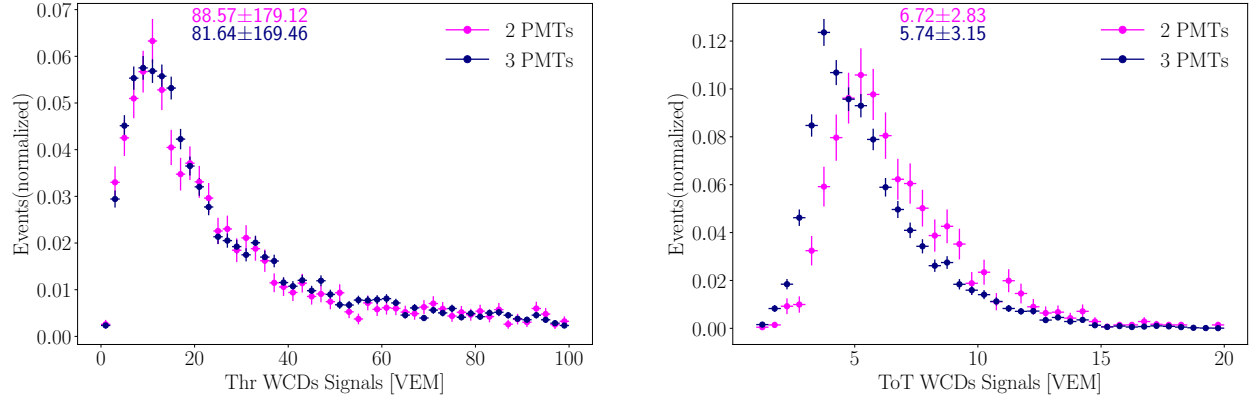 88.57±179.12
81.64±169.46
2 PMTs
3 PMTs
Events(normalized)
0.07
0.06
0.05
0.04
0.03
0.02
0.01
0.00
0 20 40 60 80 100
Thr WCDs Signals [VEM]
6.72±2.83
5.74±3.15
2 PMTs
3 PMTs
Events(normalized)
0.12
0.10
0.08
0.06
0.04
0.02
0.00
5 10 15 20
ToT WCDs Signals [VEM]